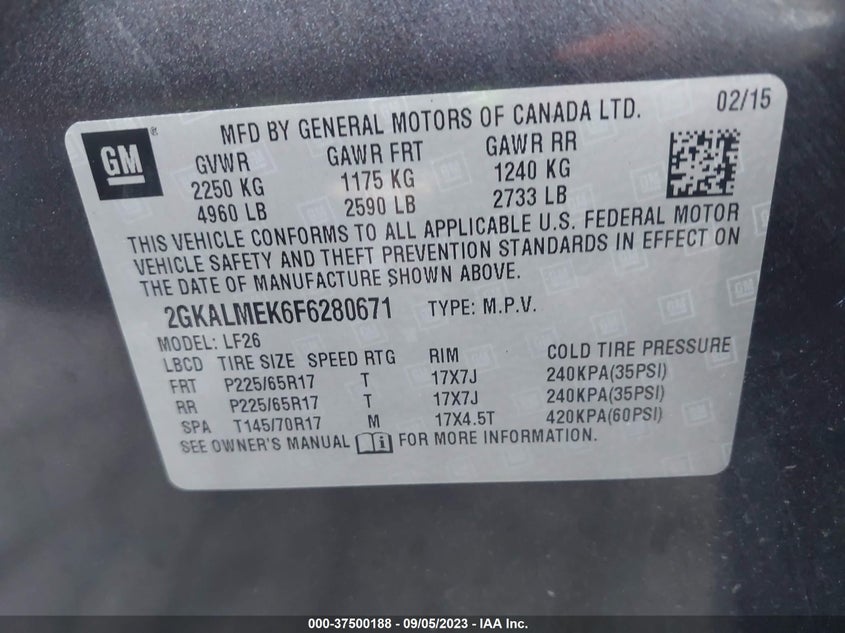 GM®
MFD BY GENERAL MOTORS OF CANADA LTD. 02/15
GVWR GAWR FRT GAWR RR
2250 KG 1175 KG 1240 KG
4960 LB 2590 LB 2733 LB
THIS VEHICLE CONFORMS TO ALL APPLICABLE U.S. FEDERAL MOTOR
VEHICLE SAFETY AND THEFT PREVENTION STANDARDS IN EFFECT ON
THE DATE OF MANUFACTURE SHOWN ABOVE.
2GKALMEK6F6280671 TYPE: M.P.V.
MODEL: LF26
LBCD TIRE SIZE SPEED RTG RIM COLD TIRE PRESSURE
FRT P225/65R17 T 17X7J 240KPA(35PSI)
RR P225/65R17 T 17X7J 240KPA(35PSI)
SPA T145/70R17 M 17X4.5T 420KPA(60PSI)
SEE OWNER'S MANUAL i FOR MORE INFORMATION.
000-37500188 - 09/05/2023 - IAA Inc.